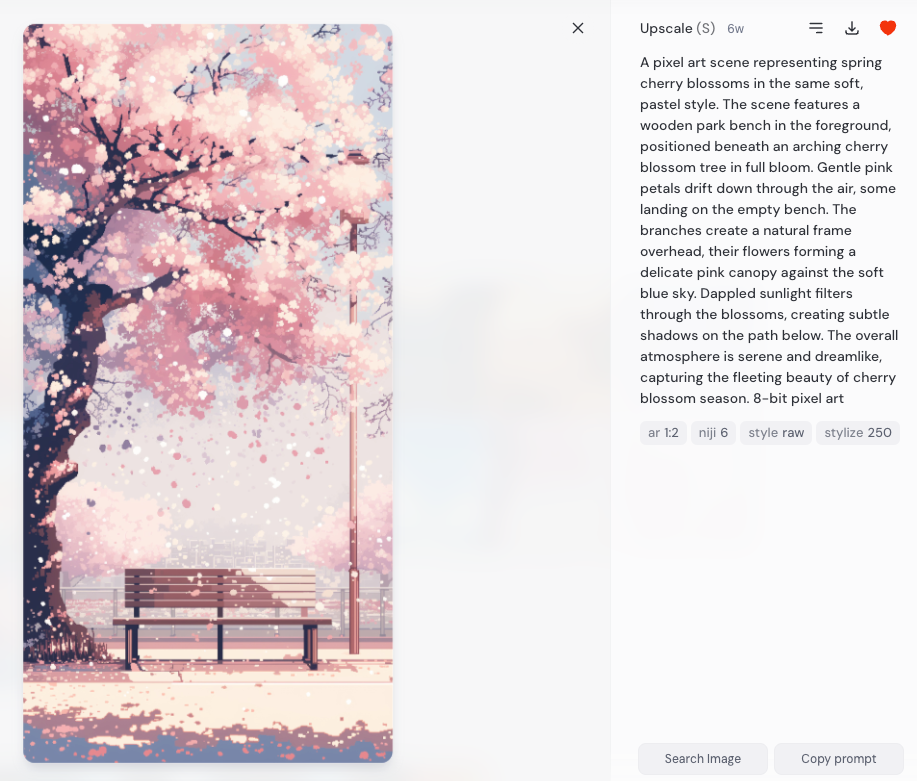 Upscale (S) 6w
A pixel art scene representing spring
cherry blossoms in the same soft,
pastel style. The scene features a
wooden park bench in the foreground,
positioned beneath an arching cherry
blossom tree in full bloom. Gentle pink
petals drift down through the air, some
landing on the empty bench. The
branches create a natural frame
overhead, their flowers forming a
delicate pink canopy against the soft
blue sky. Dappled sunlight filters
through the blossoms, creating subtle
shadows on the path below. The overall
atmosphere is serene and dreamlike,
capturing the fleeting beauty of cherry
blossom season. 8-bit pixel art
ar 1:2 niji 6 style raw stylize 250
Search Image Copy prompt